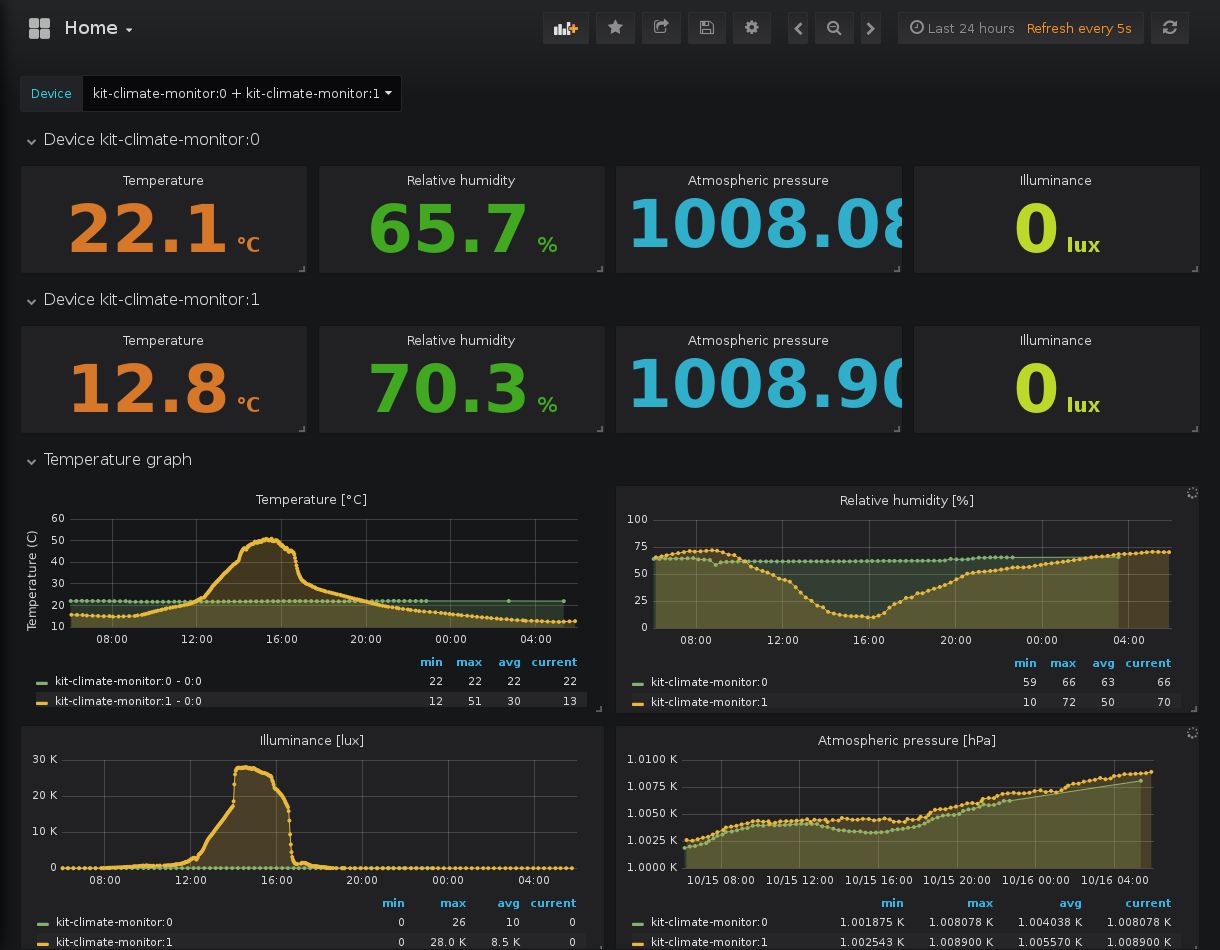 Home
Last 24 hours Refresh every 5s
Device kit-climate-monitor:0 + kit-climate-monitor:1
Device kit-climate-monitor:0
Temperature Relative humidity Atmospheric pressure Illuminance
22.1 °C 65.7 % 1008.08 0 lux
Device kit-climate-monitor:1
Temperature Relative humidity Atmospheric pressure Illuminance
12.8 °C 70.3 % 1008.90 0 lux
Temperature graph
Temperature [°C]
Temperature (C)
60
50
40
30
20
10
08:00 12:00 16:00 20:00 00:00 04:00
min max avg current
kit-climate-monitor:0 - 0:0 22 22 22 22
kit-climate-monitor:1 - 0:0 12 51 30 13
Relative humidity [%]
100
75
50
25
0
08:00 12:00 16:00 20:00 00:00 04:00
min max avg current
kit-climate-monitor:0 59 66 63 66
kit-climate-monitor:1 10 72 50 70
Illuminance [lux]
30 K
20 K
10 K
0
08:00 12:00 16:00 20:00 00:00 04:00
min max avg current
kit-climate-monitor:0 0 26 10 0
kit-climate-monitor:1 0 28.0 K 8.5 K 0
Atmospheric pressure [hPa]
1.0100 K
1.0075 K
1.0050 K
1.0025 K
1.0000 K
10/15 08:00 10/15 12:00 10/15 16:00 10/15 20:00 10/16 00:00 10/16 04:00
min max avg current
kit-climate-monitor:0 1.001875 K 1.008078 K 1.004038 K 1.008078 K
kit-climate-monitor:1 1.002543 K 1.008900 K 1.005570 K 1.008900 K